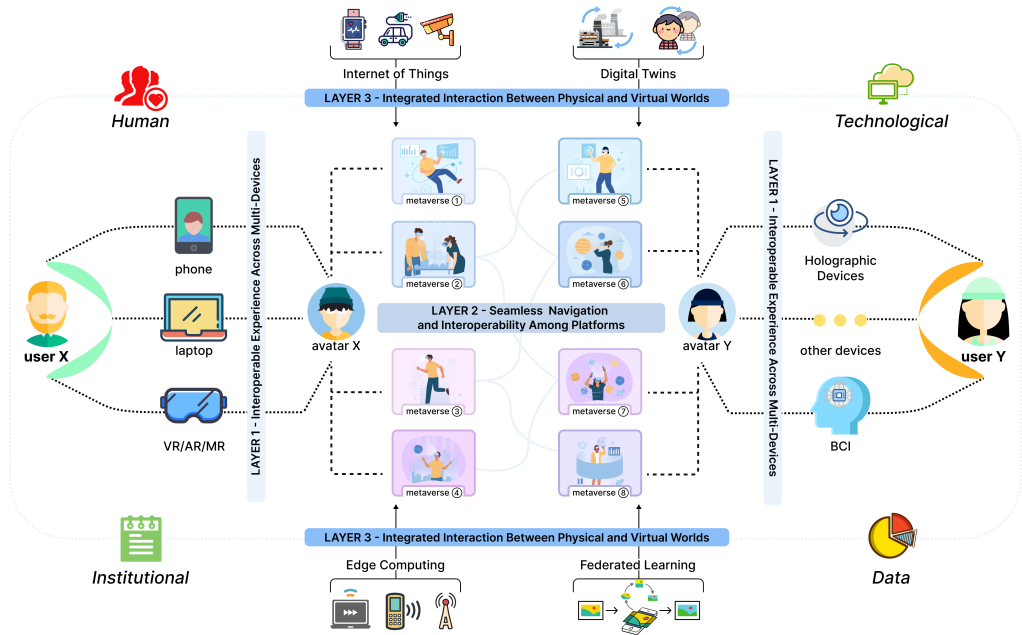 Internet of Things
Digital Twins
LAYER 3 - Integrated Interaction Between Physical and Virtual Worlds
Human
Technological
LAYER 1 - Interoperable Experience Across Multi-Devices
LAYER 1 - Interoperable Experience Across Multi-Devices
metaverse 1
metaverse 5
phone
Holographic
Devices
metaverse 2
metaverse 6
LAYER 2 - Seamless Navigation
and Interoperability Among Platforms
user X
laptop
avatar X
avatar Y
other devices
user Y
metaverse 3
metaverse 7
VR/AR/MR
BCI
metaverse 4
metaverse 8
LAYER 3 - Integrated Interaction Between Physical and Virtual Worlds
Institutional
Edge Computing
Federated Learning
Data